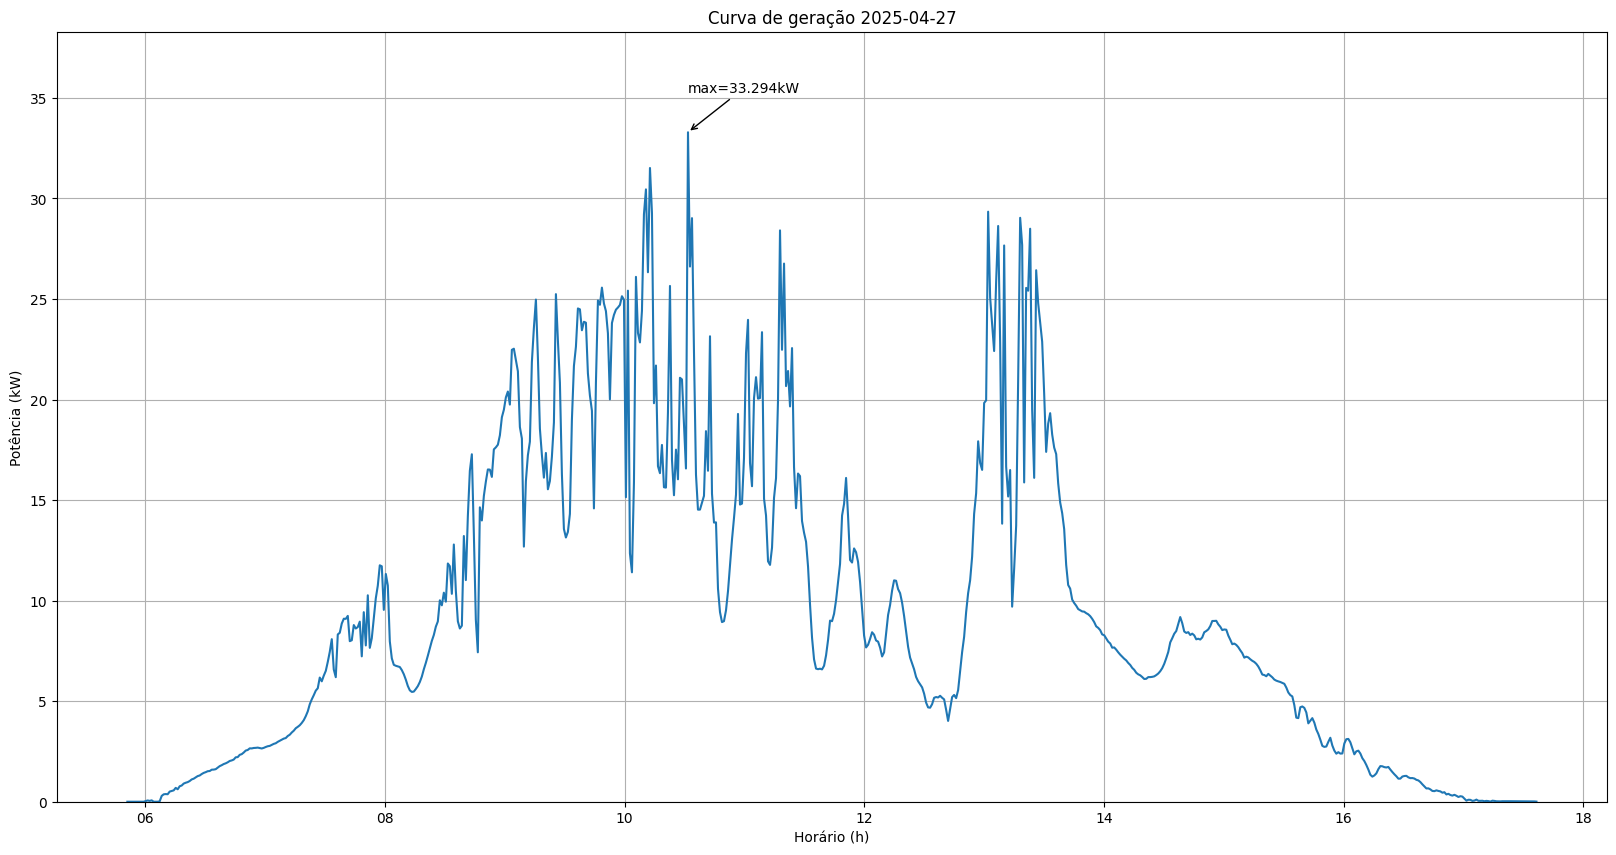 Curva de geração 2025-04-27
max=33.294kW
Potência (kW)
35
30
25
20
15
10
5
0
06 08 10 12 14 16 18
Horário (h)